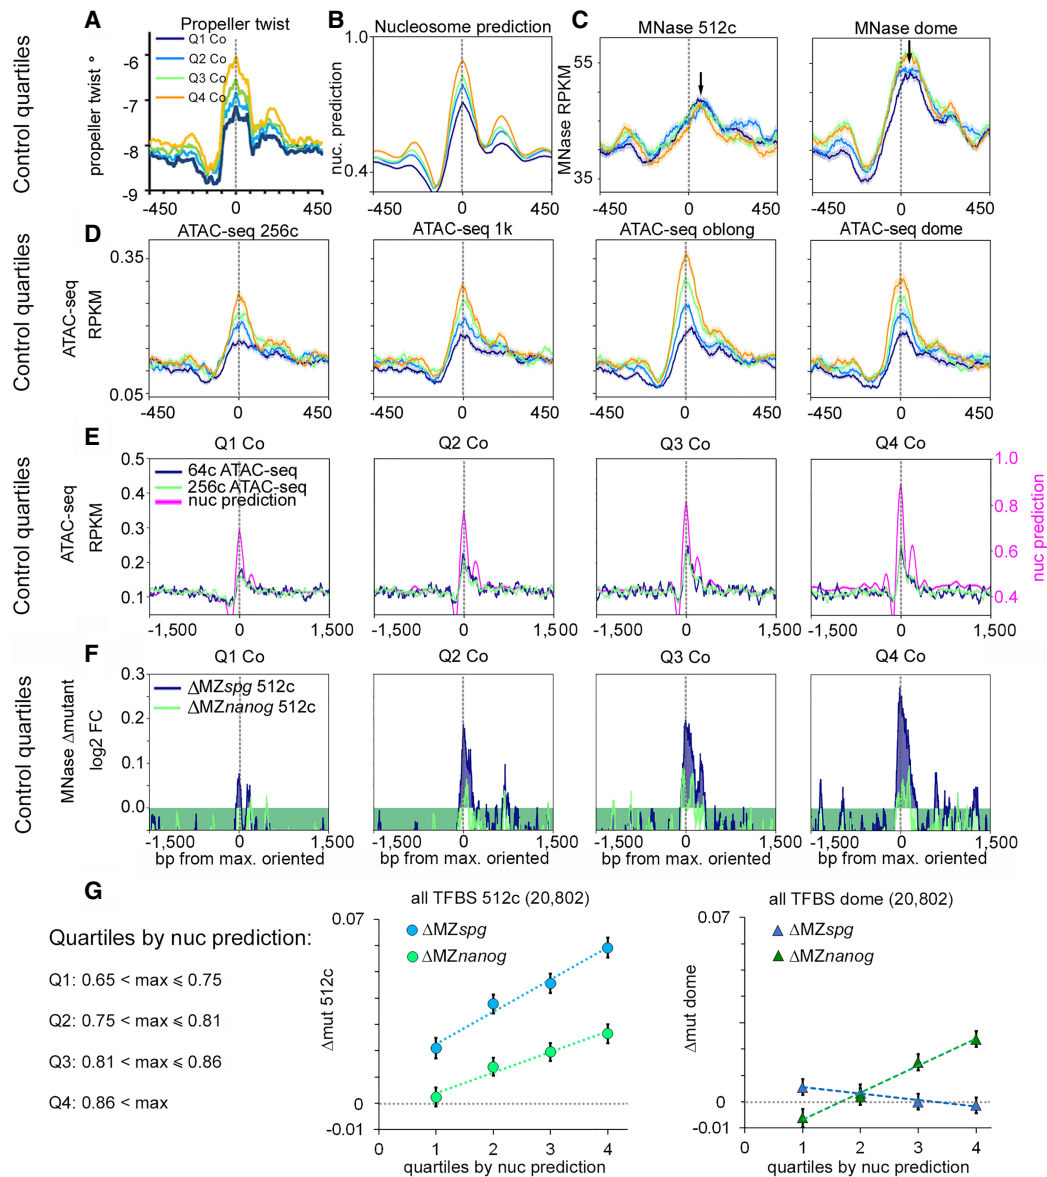 A
Propeller twist
Control quartiles
propeller twist °
-6
-7
-8
-9
Q1 Co
Q2 Co
Q3 Co
Q4 Co
-450 0 450
B
Nucleosome prediction
nuc. prediction
1.0
0.4
-450 0 450
C
MNase 512c
MNase RPKM
55
35
-450 0 450
MNase dome
-450 0 450
D
Control quartiles
ATAC-seq
RPKM
0.35
0.05
ATAC-seq 256c
-450 0 450
ATAC-seq 1k
-450 0 450
ATAC-seq oblong
-450 0 450
ATAC-seq dome
-450 0 450
E
Control quartiles
ATAC-seq
RPKM
0.5
0.4
0.3
0.2
0.1
Q1 Co
64c ATAC-seq
256c ATAC-seq
nuc prediction
-1,500 0 1,500
Q2 Co
-1,500 0 1,500
Q3 Co
-1,500 0 1,500
Q4 Co
-1,500 0 1,500
1.0
0.8
0.6
0.4
nuc prediction
F
Control quartiles
MNase Δmutant
log2 FC
0.3
0.2
0.1
0.0
Q1 Co
ΔMZspg 512c
ΔMZnanog 512c
-1,500 0 1,500
bp from max. oriented
Q2 Co
-1,500 0 1,500
bp from max. oriented
Q3 Co
-1,500 0 1,500
bp from max. oriented
Q4 Co
-1,500 0 1,500
bp from max. oriented
G
Quartiles by nuc prediction:
Q1: 0.65 < max ⩽ 0.75
Q2: 0.75 < max ⩽ 0.81
Q3: 0.81 < max ⩽ 0.86
Q4: 0.86 < max
all TFBS 512c (20,802)
0.07
ΔMZspg
ΔMZnanog
Δmut 512c
0
-0.01
0 1 2 3 4
quartiles by nuc prediction
all TFBS dome (20,802)
0.07
ΔMZspg
ΔMZnanog
Δmut dome
0
-0.01
0 1 2 3 4
quartiles by nuc prediction